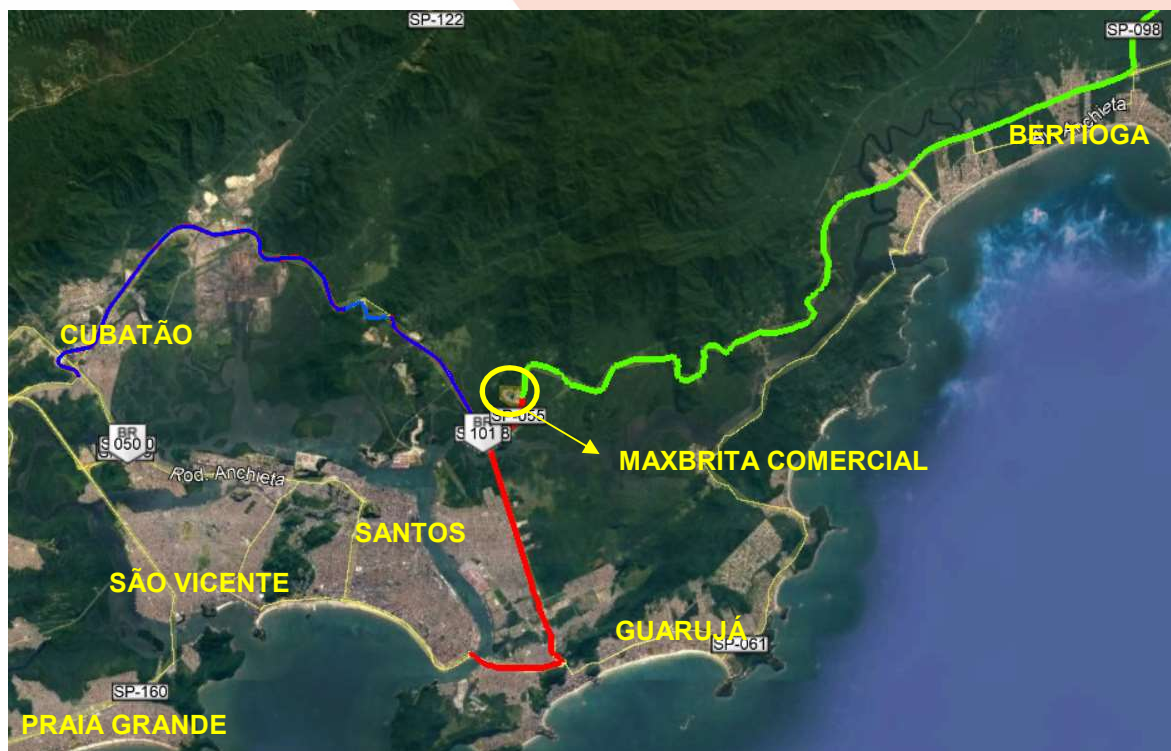 SP-122
SP-098
Anchieta
BERTIOGA
CUBATÃO
SP-055
BR
101
BR
050
MAXBRITA COMERCIAL
Rod. Anchieta
SANTOS
SÃO VICENTE
GUARUJÁ
SP-061
SP-160
PRAIA GRANDE